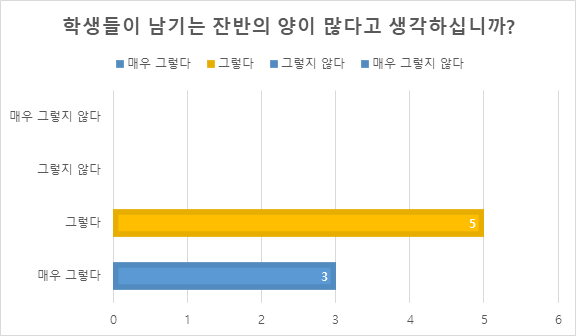 학생들이 남기는 잔반의 양이 많다고 생각하십니까?
매우 그렇다 그렇다 그렇지 않다 매우 그렇지 않다
매우 그렇지 않다
그렇지 않다
그렇다 5
매우 그렇다 3
0 1 2 3 4 5 6